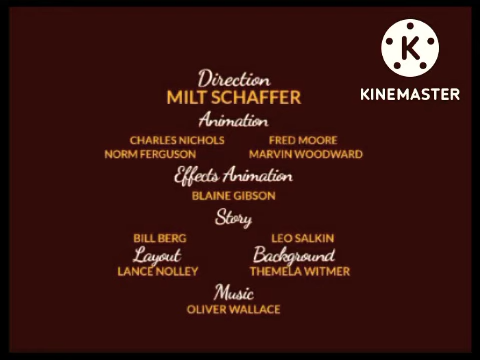 Direction
MILT SCHAFFER
Animation
CHARLES NICHOLS FRED MOORE
NORM FERGUSON MARVIN WOODWARD
Effects Animation
BLAINE GIBSON
Story
BILL BERG LEO SALKIN
Layout Background
LANCE NOLLEY THEMELA WITMER
Music
OLIVER WALLACE
K
KINEMASTER